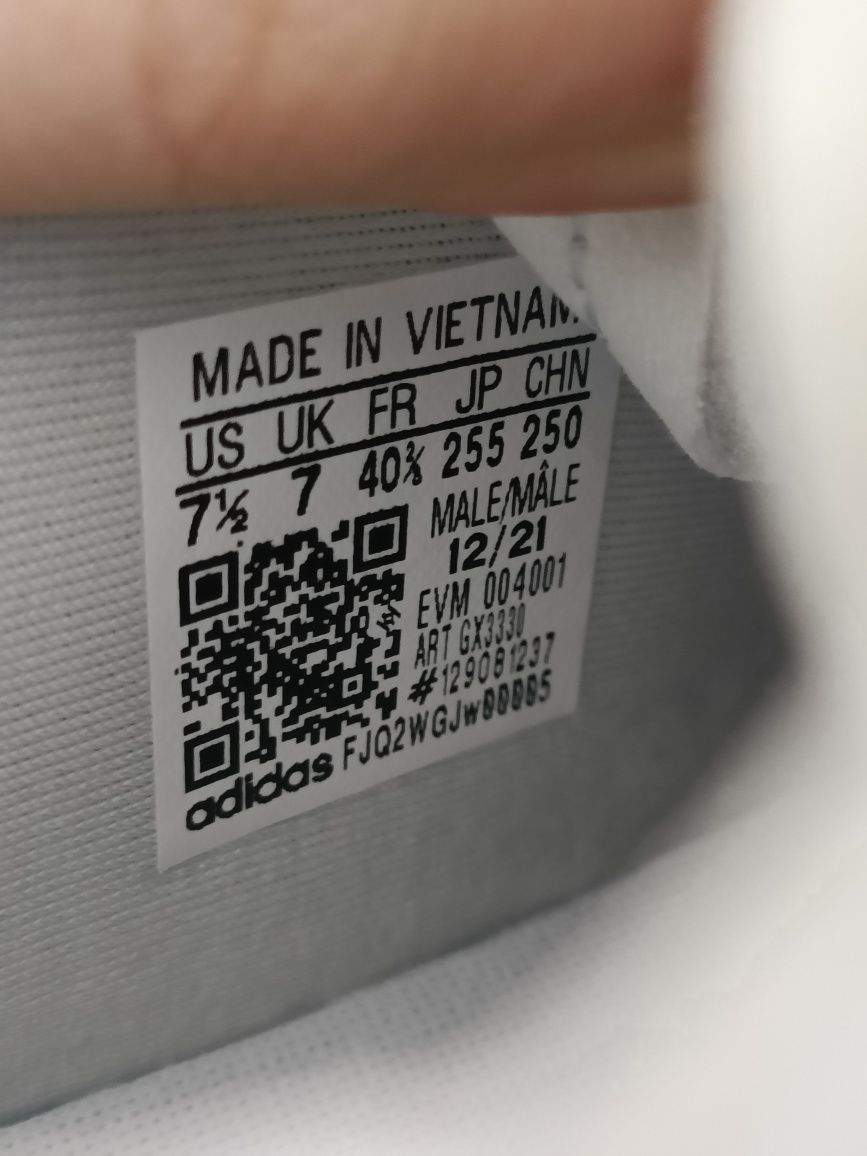 MADE IN VIETNAM
US UK FR JP CHN
7½ 7 40⅔ 255 250
MALE/MÂLE
12/21
EVM 004001
ART GX3330
#129081237
adidas FJQ2WGJw00005